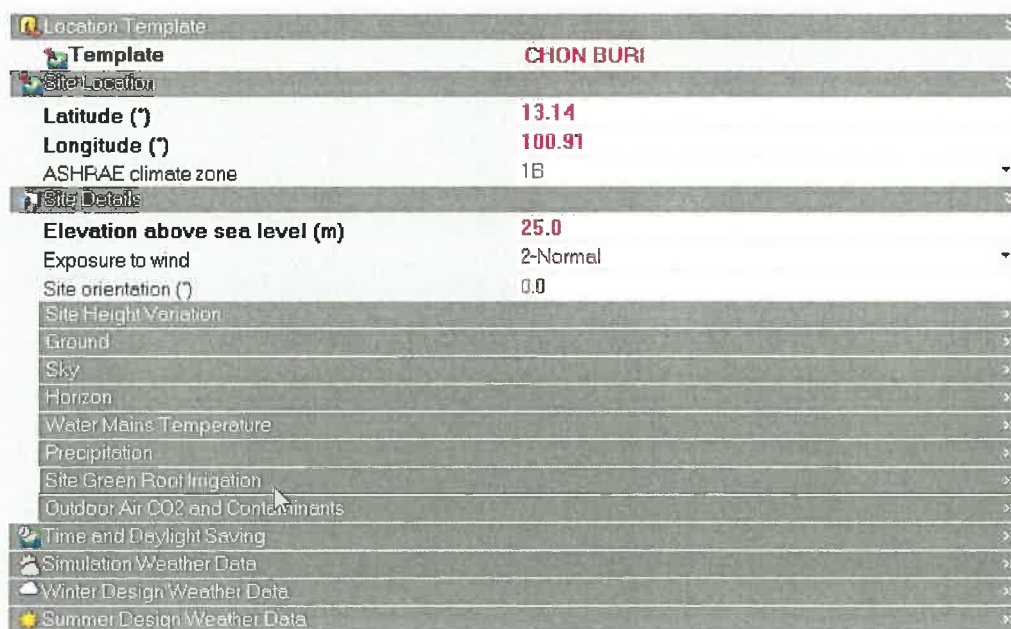 Location Template
Template CHON BURI
Site Location
Latitude (°) 13.14
Longitude (°) 100.91
ASHRAE climate zone 1B
Site Details
Elevation above sea level (m) 25.0
Exposure to wind 2-Normal
Site orientation (°) 0.0
Site Height Variation
Ground
Sky
Horizon
Water Mains Temperature
Precipitation
Site Green Roof Irrigation
Outdoor Air CO2 and Contaminants
Time and Daylight Saving
Simulation Weather Data
Winter Design Weather Data
Summer Design Weather Data